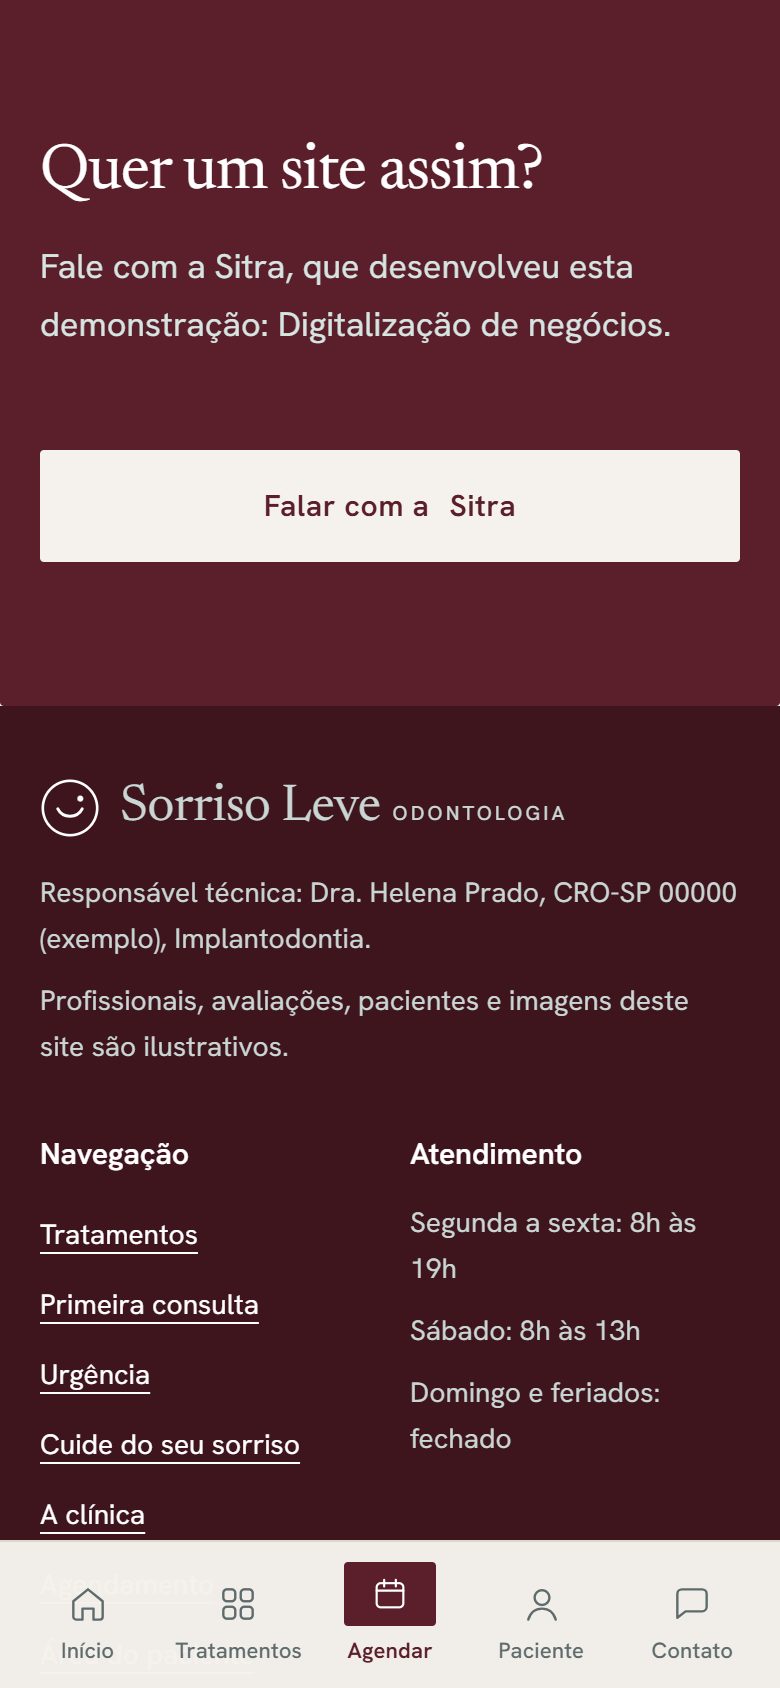 Quer um site assim?
Fale com a Sitra, que desenvolveu esta
demonstração: Digitalização de negócios.
Falar com a Sitra
Sorriso Leve ODONTOLOGIA
Responsável técnica: Dra. Helena Prado, CRO-SP 00000
(exemplo), Implantodontia.
Profissionais, avaliações, pacientes e imagens deste
site são ilustrativos.
Navegação
Tratamentos
Primeira consulta
Urgência
Cuide do seu sorriso
A clínica
Atendimento
Segunda a sexta: 8h às
19h
Sábado: 8h às 13h
Domingo e feriados:
fechado
Agendamento
Início
Tratamentos
Agendar
Paciente
Contato